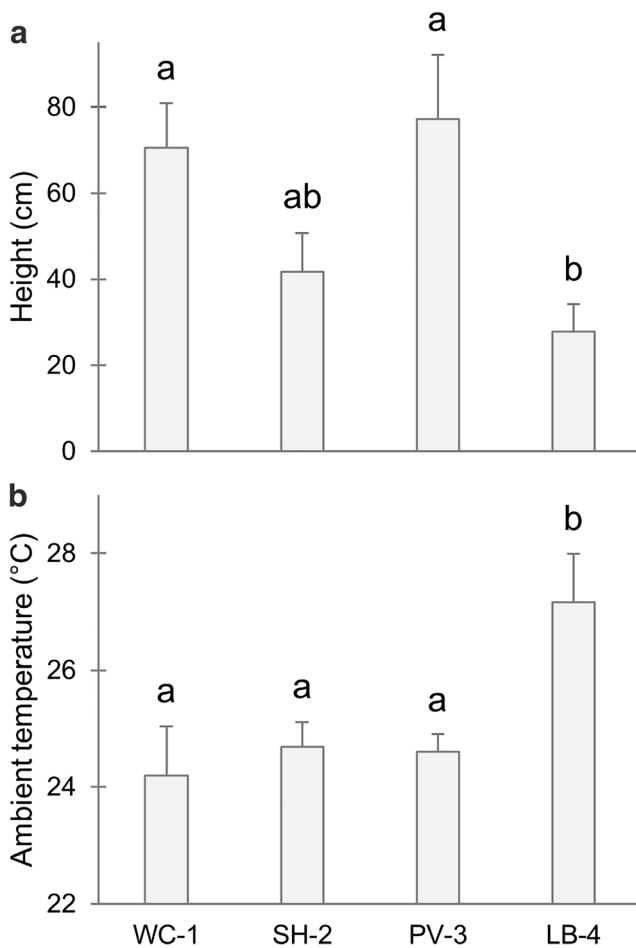 a
Height (cm)
80
60
40
20
0
a
ab
a
b
b
Ambient temperature (°C)
28
26
24
22
a
a
a
b
WC-1 SH-2 PV-3 LB-4